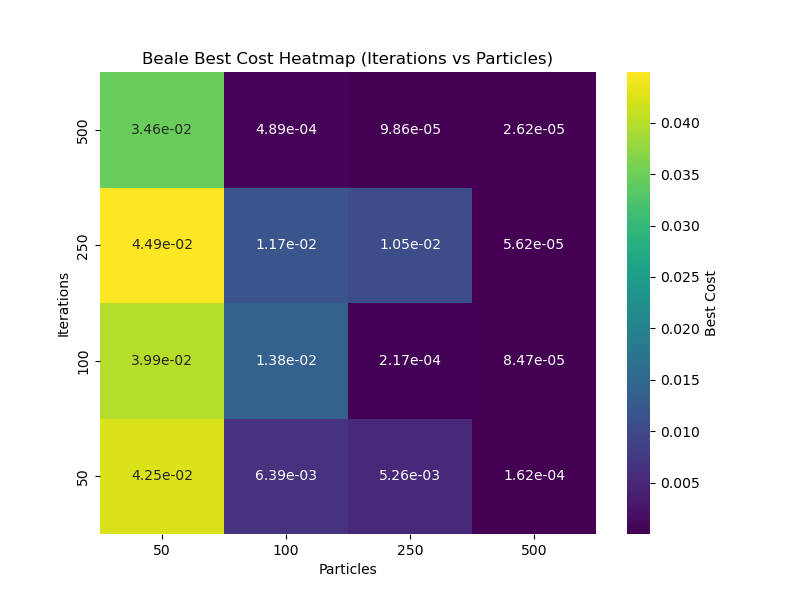 Beale Best Cost Heatmap (Iterations vs Particles)
500 3.46e-02 4.89e-04 9.86e-05 2.62e-05
250 4.49e-02 1.17e-02 1.05e-02 5.62e-05
100 3.99e-02 1.38e-02 2.17e-04 8.47e-05
50 4.25e-02 6.39e-03 5.26e-03 1.62e-04
50 100 250 500
Particles
Iterations
0.040
0.035
0.030
0.025
0.020
0.015
0.010
0.005
Best Cost